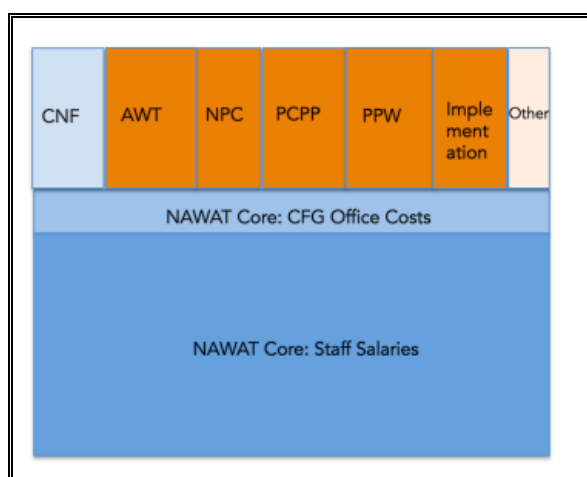 CNF
AWT
NPC
PCPP
PPW
Imple
ment
ation
Other
NAWAT Core: CFG Office Costs
NAWAT Core: Staff Salaries